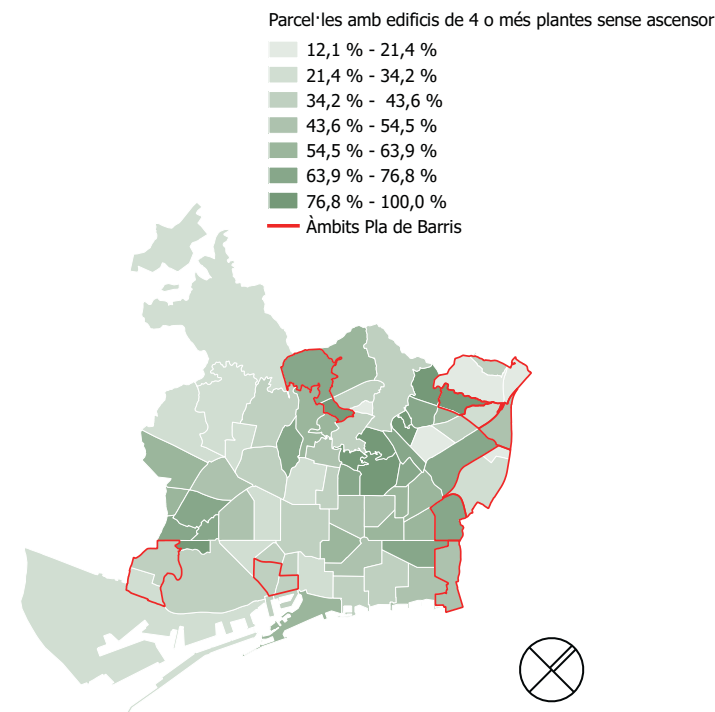 Parcel·les amb edificis de 4 o més plantes sense ascensor
12,1 % - 21,4 %
21,4 % - 34,2 %
34,2 % - 43,6 %
43,6 % - 54,5 %
54,5 % - 63,9 %
63,9 % - 76,8 %
76,8 % - 100,0 %
Àmbits Pla de Barris